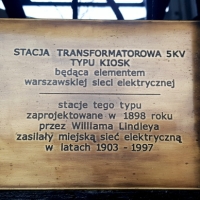 STACJA TRANSFORMATOROWA 5KV
TYPU KIOSK
będąca elementem
warszawskiej sieci elektrycznej
stacje tego typu
zaprojektowane w 1898 roku
przez Williama Lindleya
zasilały miejską sieć elektryczną
w latach 1903 - 1997